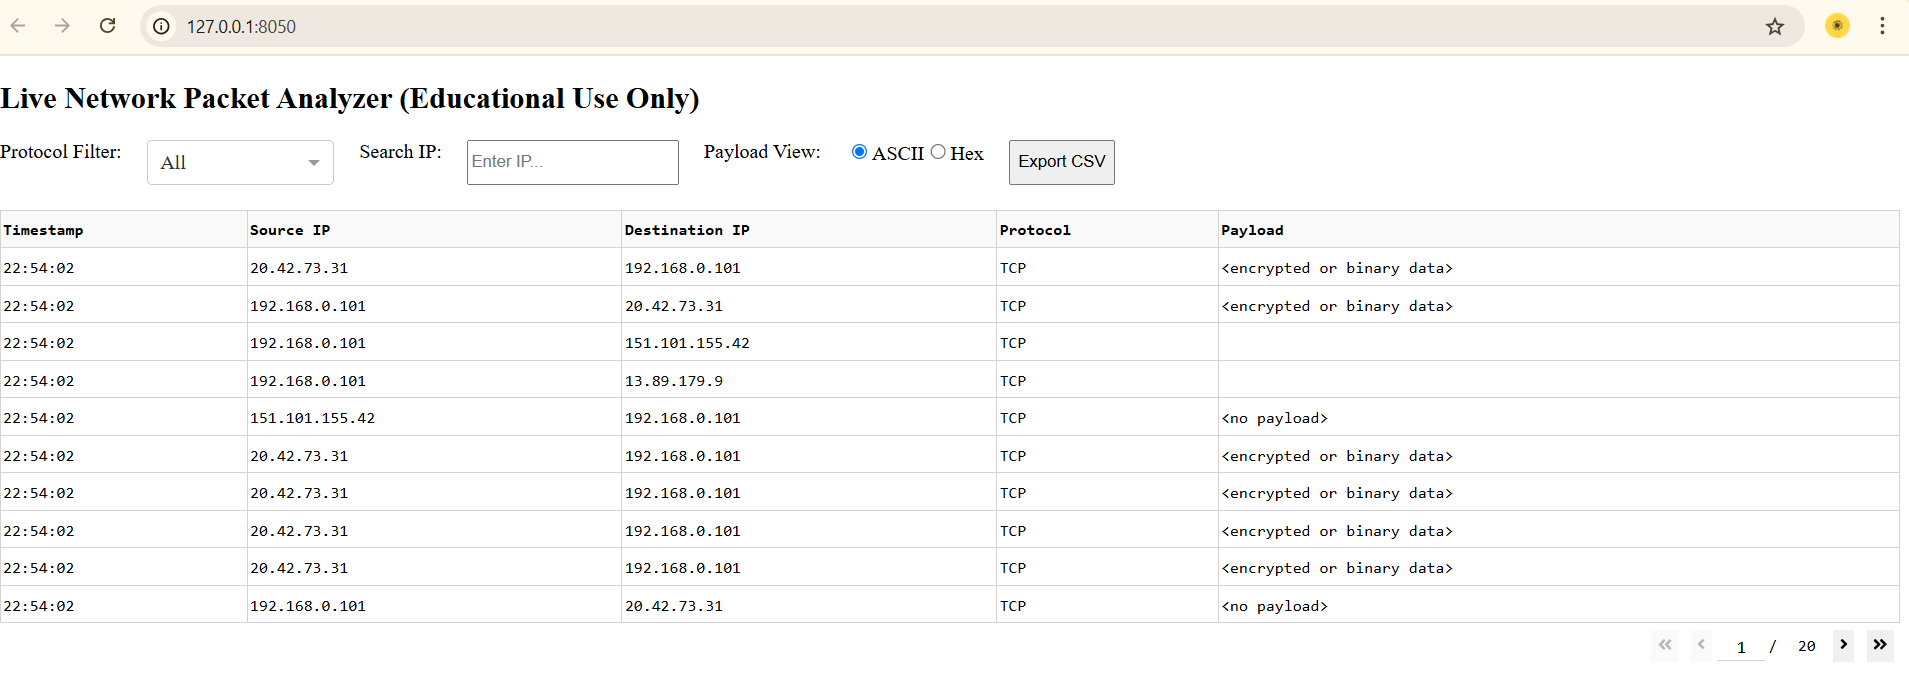 127.0.0.1:8050
Live Network Packet Analyzer (Educational Use Only)
Protocol Filter: All Search IP: Enter IP... Payload View: ASCII Hex Export CSV
Timestamp Source IP Destination IP Protocol Payload
22:54:02 20.42.73.31 192.168.0.101 TCP <encrypted or binary data>
22:54:02 192.168.0.101 20.42.73.31 TCP <encrypted or binary data>
22:54:02 192.168.0.101 151.101.155.42 TCP
22:54:02 192.168.0.101 13.89.179.9 TCP
22:54:02 151.101.155.42 192.168.0.101 TCP <no payload>
22:54:02 20.42.73.31 192.168.0.101 TCP <encrypted or binary data>
22:54:02 20.42.73.31 192.168.0.101 TCP <encrypted or binary data>
22:54:02 20.42.73.31 192.168.0.101 TCP <encrypted or binary data>
22:54:02 20.42.73.31 192.168.0.101 TCP <encrypted or binary data>
22:54:02 192.168.0.101 20.42.73.31 TCP <no payload>
« ‹ 1 / 20 › »